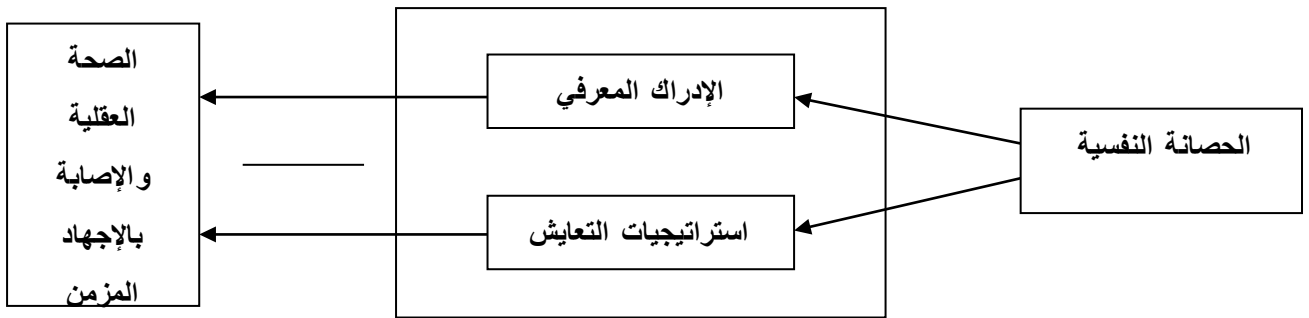 الحصانة النفسية
الإدراك المعرفي
استراتيجيات التعايش
الصحة
العقلية
والإصابة
بالإجهاد
المزمن